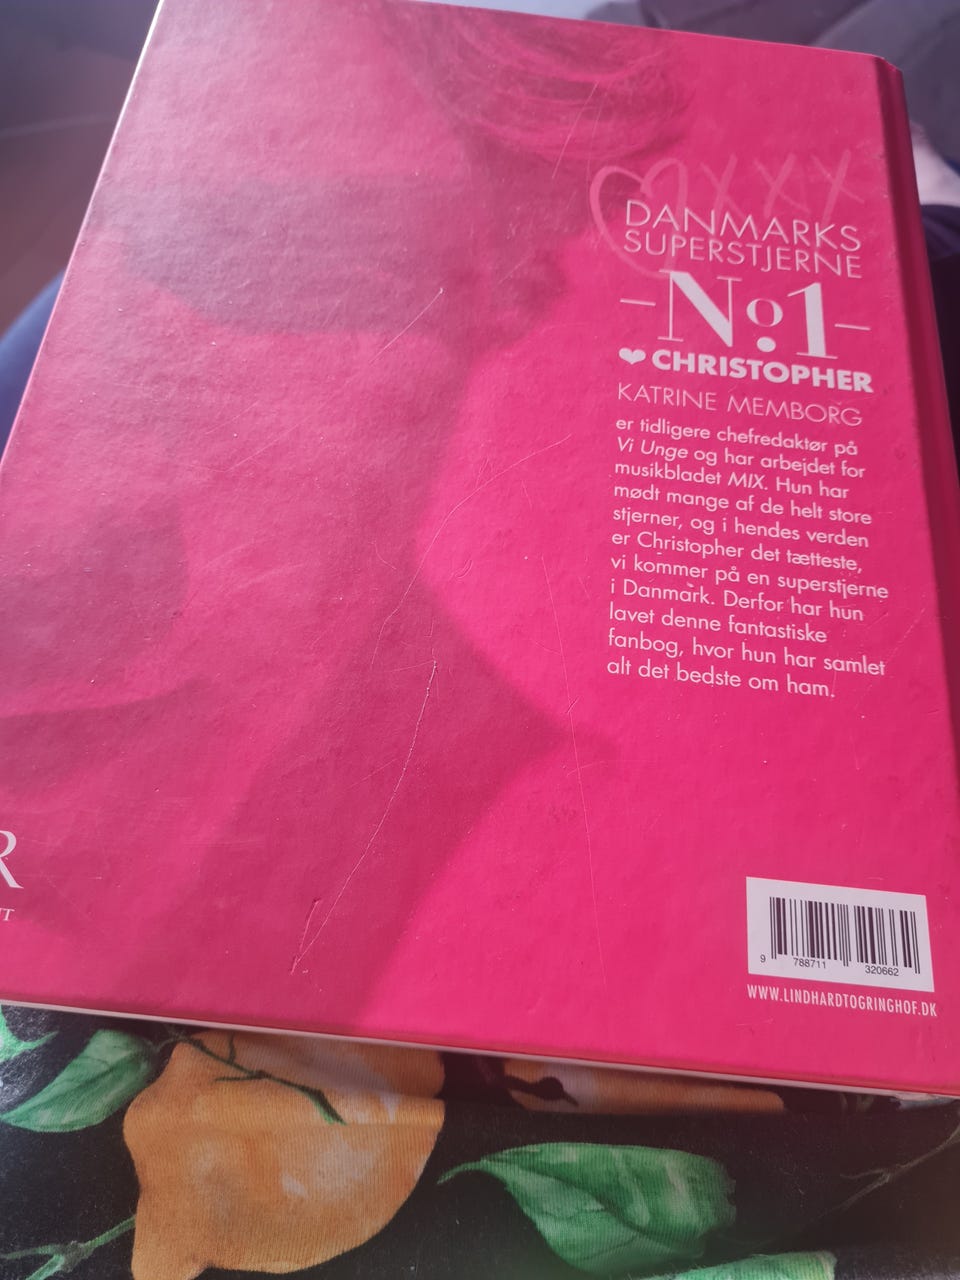 XXX
DANMARKS
SUPERSTJERNE
No.1
❤ CHRISTOPHER
KATRINE MEMBORG
er tidligere chefredaktør på
Vi Unge og har arbejdet for
musikbladet MIX. Hun har
mødt mange af de helt store
stjerner, og i hendes verden
er Christopher det tætteste,
vi kommer på en superstjerne
i Danmark. Derfor har hun
lavet denne fantastiske
fanbog, hvor hun har samlet
alt det bedste om ham.
R
9 788711 320662
WWW.LINDHARDTOGRINGHOF.DK